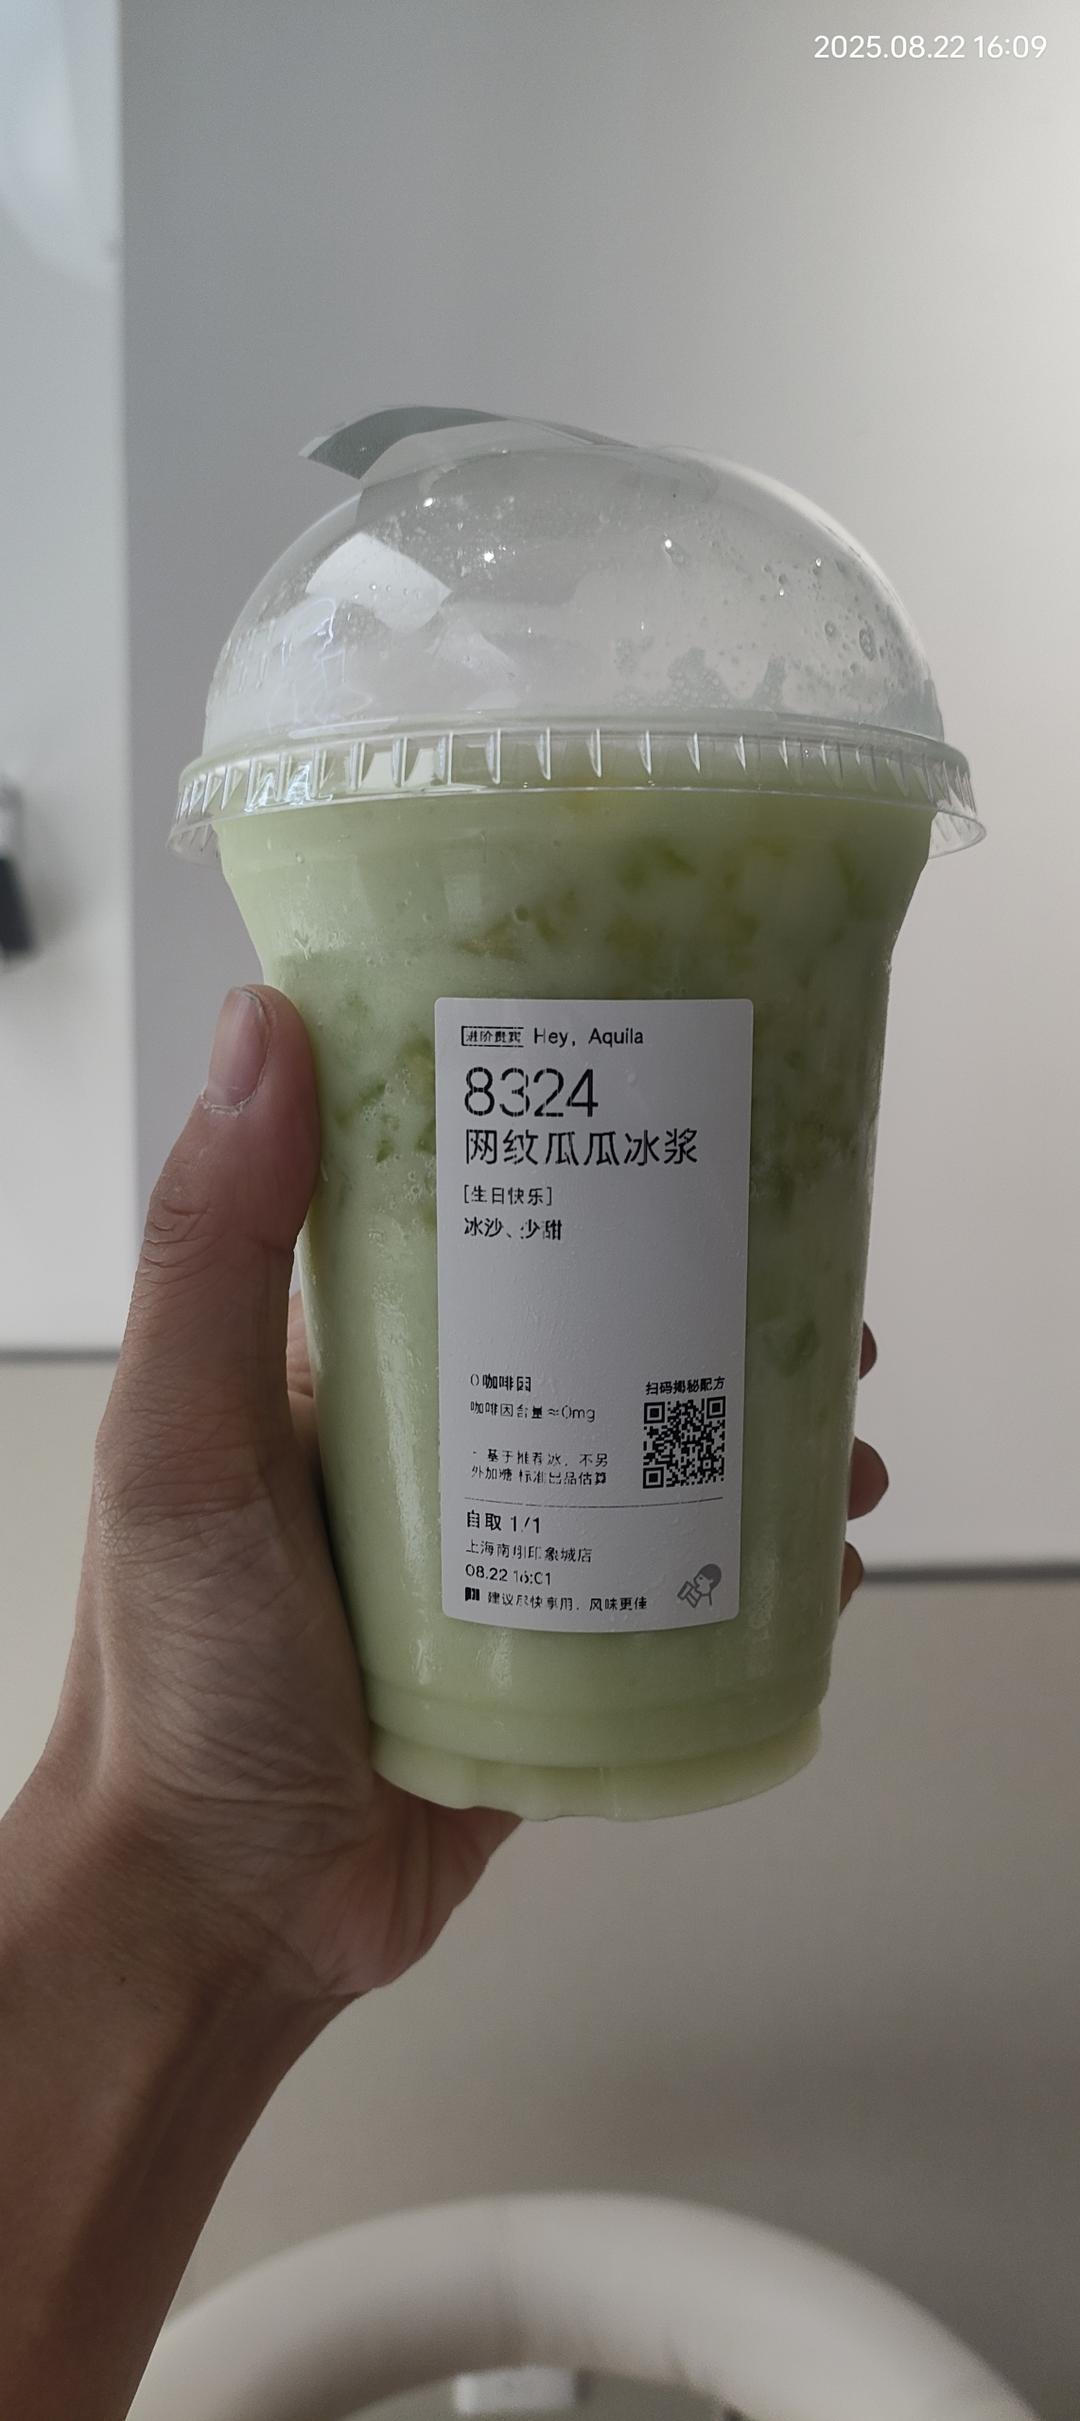 2025.08.22 16:09
进阶贵宾 Hey, Aquila
8324
网纹瓜瓜冰浆
[生日快乐]
冰沙、少甜
0咖啡因
咖啡因含量≈0mg
扫码揭秘配方
基于推荐冰、不另
外加糖 标准出品估算
自取 1/1
上海南翔印象城店
08.22 16:01
建议尽快享用，风味更佳